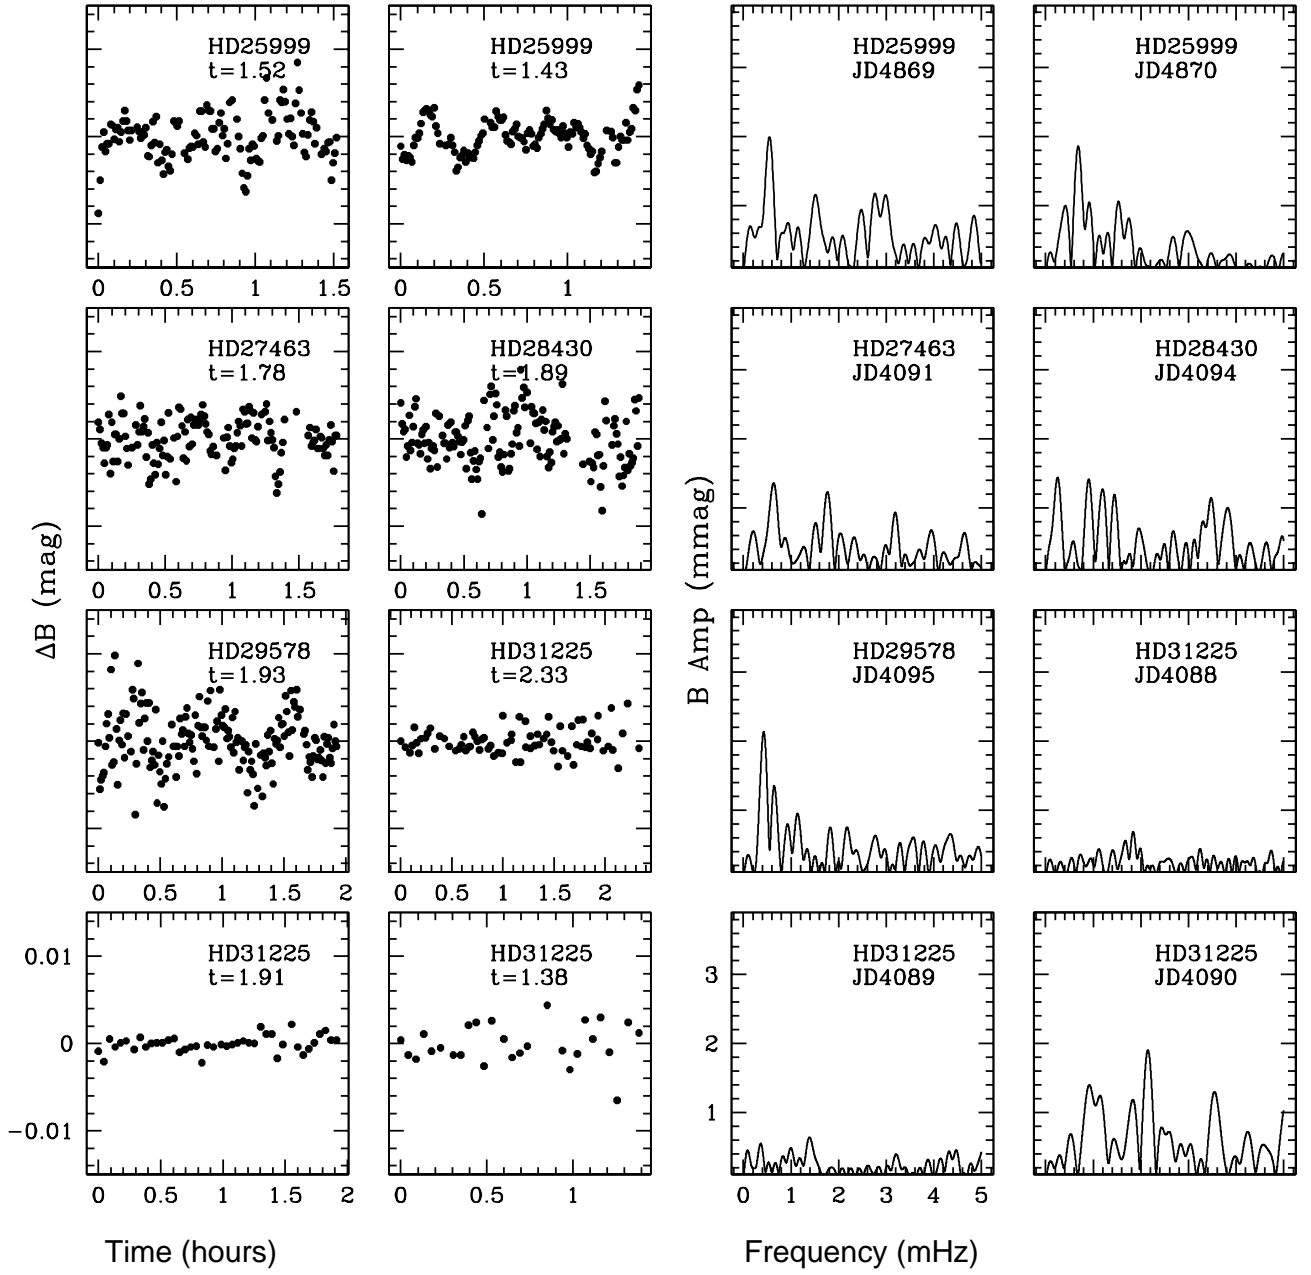 HD25999
t=1.52
0 0.5 1 1.5
HD25999
t=1.43
0 0.5 1
HD25999
JD4869
HD25999
JD4870
HD27463
t=1.78
0 0.5 1 1.5
HD28430
t=1.89
0 0.5 1 1.5
HD27463
JD4091
HD28430
JD4094
ΔB (mag)
B Amp (mmag)
HD29578
t=1.93
0 0.5 1 1.5 2
HD31225
t=2.33
0 0.5 1 1.5 2
HD29578
JD4095
HD31225
JD4088
HD31225
t=1.91
0.01
0
−0.01
0 0.5 1 1.5 2
HD31225
t=1.38
0 0.5 1
HD31225
JD4089
3
2
1
0 1 2 3 4 5
HD31225
JD4090
Time (hours)
Frequency (mHz)